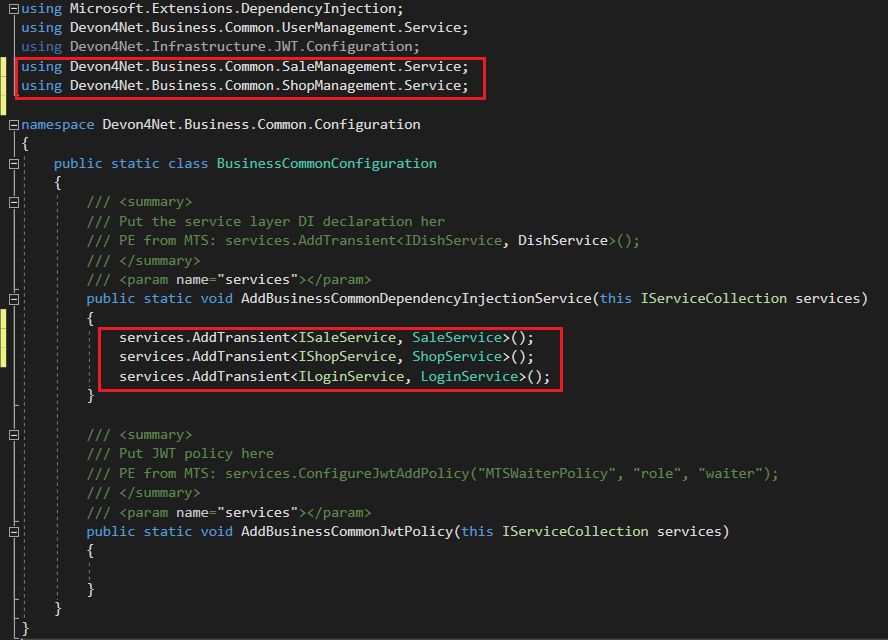 using Microsoft.Extensions.DependencyInjection;
using Devon4Net.Business.Common.UserManagement.Service;
using Devon4Net.Infrastructure.JWT.Configuration;
using Devon4Net.Business.Common.SaleManagement.Service;
using Devon4Net.Business.Common.ShopManagement.Service;
namespace Devon4Net.Business.Common.Configuration
{
public static class BusinessCommonConfiguration
{
/// <summary>
/// Put the service layer DI declaration her
/// PE from MTS: services.AddTransient<IDishService, DishService>();
/// </summary>
/// <param name="services"></param>
public static void AddBusinessCommonDependencyInjectionService(this IServiceCollection services)
{
services.AddTransient<ISaleService, SaleService>();
services.AddTransient<IShopService, ShopService>();
services.AddTransient<ILoginService, LoginService>();
}
/// <summary>
/// Put JWT policy here
/// PE from MTS: services.ConfigureJwtAddPolicy("MTSWaiterPolicy", "role", "waiter");
/// </summary>
/// <param name="services"></param>
public static void AddBusinessCommonJwtPolicy(this IServiceCollection services)
{
}
}
}